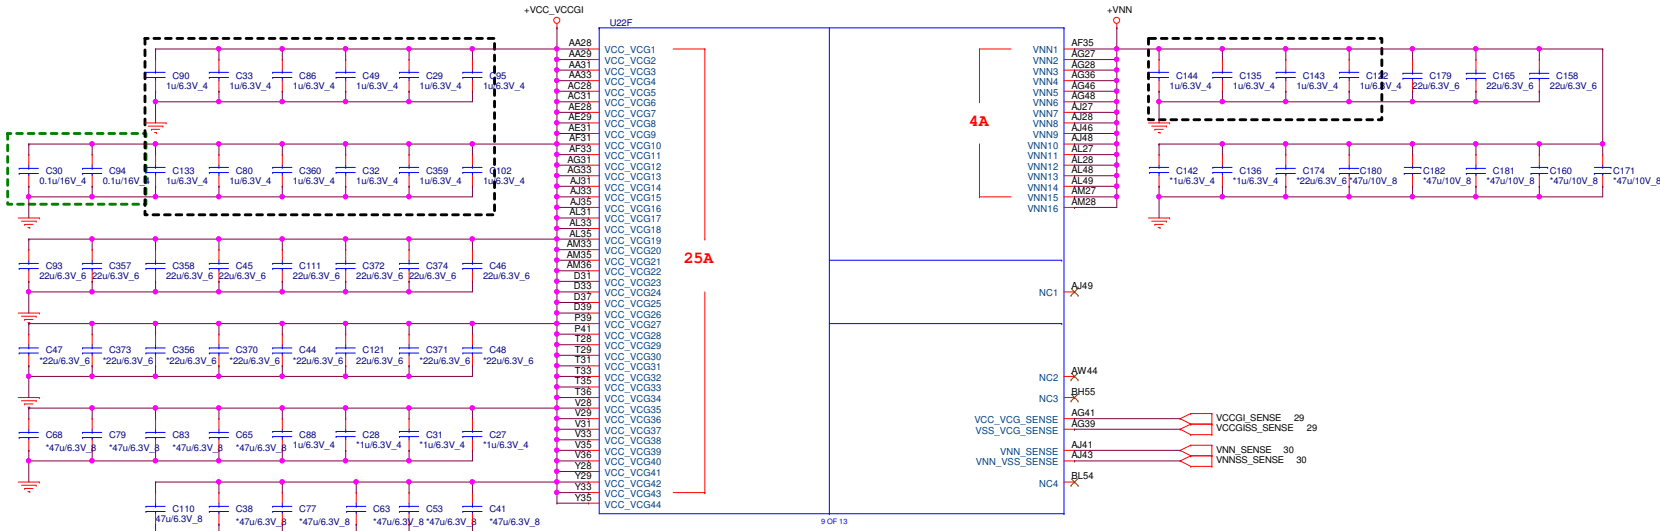 +VCC_VCCGI
+VNN
U22F
AA28 VCC_VCG1
AA29 VCC_VCG2
AA31 VCC_VCG3
AA33 VCC_VCG4
AC28 VCC_VCG5
AC31 VCC_VCG6
AE28 VCC_VCG7
AE29 VCC_VCG8
AE31 VCC_VCG9
AF31 VCC_VCG10
AF33 VCC_VCG11
AG31 VCC_VCG12
AG33 VCC_VCG13
AJ31 VCC_VCG14
AJ33 VCC_VCG15
AJ35 VCC_VCG16
AL31 VCC_VCG17
AL33 VCC_VCG18
AL35 VCC_VCG19
AM33 VCC_VCG20
AM35 VCC_VCG21
AM36 VCC_VCG22
D31 VCC_VCG23
D33 VCC_VCG24
D37 VCC_VCG25
D39 VCC_VCG26
P39 VCC_VCG27
P41 VCC_VCG28
T28 VCC_VCG29
T29 VCC_VCG30
T31 VCC_VCG31
T33 VCC_VCG32
T35 VCC_VCG33
T36 VCC_VCG34
V28 VCC_VCG35
V29 VCC_VCG36
V31 VCC_VCG37
V33 VCC_VCG38
V35 VCC_VCG39
V36 VCC_VCG40
Y28 VCC_VCG41
Y29 VCC_VCG42
Y33 VCC_VCG43
Y35 VCC_VCG44
25A
4A
VNN1 AF35
VNN2 AG27
VNN3 AG28
VNN4 AG36
VNN5 AG46
VNN6 AG48
VNN7 AJ27
VNN8 AJ28
VNN9 AJ46
VNN10 AJ48
VNN11 AL27
VNN12 AL28
VNN13 AL48
VNN14 AL49
VNN15 AM27
VNN16 AM28
NC1 AJ49
NC2 AW44
NC3 BH55
VCC_VCG_SENSE AG41 VCCGI_SENSE 29
VSS_VCG_SENSE AG39 VCCGISS_SENSE 29
VNN_SENSE AJ41 VNN_SENSE 30
VNN_VSS_SENSE AJ43 VNNSS_SENSE 30
NC4 BL54
9 OF 13
C90 C33 C86 C49 C29 C95
1u/6.3V_4 1u/6.3V_4 1u/6.3V_4 1u/6.3V_4 1u/6.3V_4 1u/6.3V_4
C30 C94 C133 C80 C360 C32 C359 C102
0.1u/16V_4 0.1u/16V_4 1u/6.3V_4 1u/6.3V_4 1u/6.3V_4 1u/6.3V_4 1u/6.3V_4 1u/6.3V_4
C93 C357 C358 C45 C111 C372 C374 C46
22u/6.3V_6 22u/6.3V_6 22u/6.3V_6 22u/6.3V_6 22u/6.3V_6 22u/6.3V_6 22u/6.3V_6 22u/6.3V_6
C47 C373 C356 C370 C44 C121 C371 C48
*22u/6.3V_6 *22u/6.3V_6 *22u/6.3V_6 *22u/6.3V_6 *22u/6.3V_6 22u/6.3V_6 *22u/6.3V_6 *22u/6.3V_6
C68 C79 C83 C65 C88 C28 C31 C27
*47u/6.3V_8 *47u/6.3V_8 *47u/6.3V_8 *47u/6.3V_8 1u/6.3V_4 *1u/6.3V_4 *1u/6.3V_4 *1u/6.3V_4
C110 C38 C77 C63 C53 C41
47u/6.3V_8 *47u/6.3V_8 *47u/6.3V_8 *47u/6.3V_8 *47u/6.3V_8 *47u/6.3V_8
C144 C135 C143 C122 C179 C165 C158
1u/6.3V_4 1u/6.3V_4 1u/6.3V_4 1u/6.3V_4 22u/6.3V_6 22u/6.3V_6 22u/6.3V_6
C142 C136 C174 C180 C182 C181 C160 C171
*1u/6.3V_4 *1u/6.3V_4 *22u/6.3V_6 *47u/10V_8 *47u/10V_8 *47u/10V_8 *47u/10V_8 *47u/10V_8